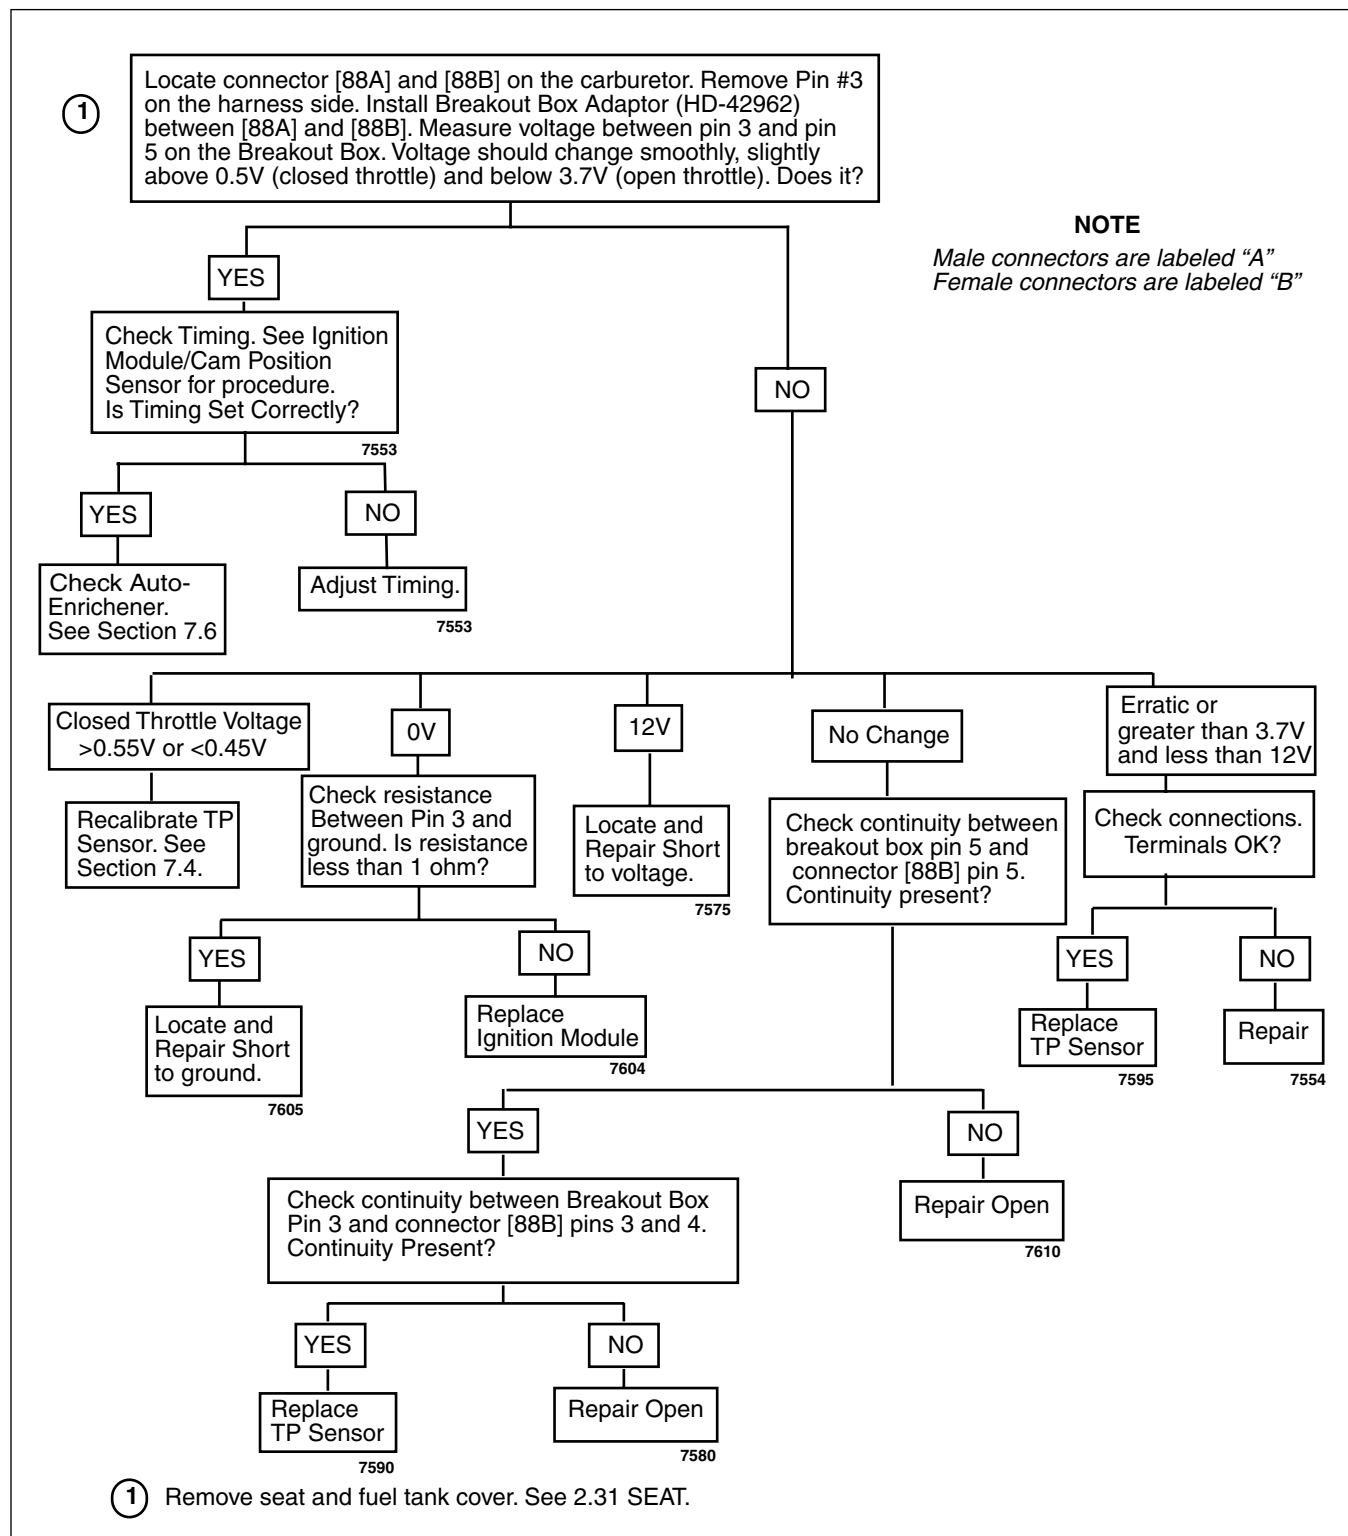 1
Locate connector [88A] and [88B] on the carburetor. Remove Pin #3
on the harness side. Install Breakout Box Adaptor (HD-42962)
between [88A] and [88B]. Measure voltage between pin 3 and pin
5 on the Breakout Box. Voltage should change smoothly, slightly
above 0.5V (closed throttle) and below 3.7V (open throttle). Does it?
NOTE
Male connectors are labeled “A”
Female connectors are labeled “B”
YES
Check Timing. See Ignition
Module/Cam Position
Sensor for procedure.
Is Timing Set Correctly?
7553
NO
YES
NO
Check Auto-
Enrichener.
See Section 7.6
Adjust Timing.
7553
Closed Throttle Voltage
>0.55V or <0.45V
0V
12V
No Change
Erratic or
greater than 3.7V
and less than 12V
Recalibrate TP
Sensor. See
Section 7.4.
Check resistance
Between Pin 3 and
ground. Is resistance
less than 1 ohm?
Locate and
Repair Short
to voltage.
7575
Check continuity between
breakout box pin 5 and
connector [88B] pin 5.
Continuity present?
Check connections.
Terminals OK?
YES
NO
YES
NO
Locate and
Repair Short
to ground.
7605
Replace
Ignition Module
7604
Replace
TP Sensor
7595
Repair
7554
YES
NO
Check continuity between Breakout Box
Pin 3 and connector [88B] pins 3 and 4.
Continuity Present?
Repair Open
7610
YES
NO
Replace
TP Sensor
7590
Repair Open
7580
1 Remove seat and fuel tank cover. See 2.31 SEAT.